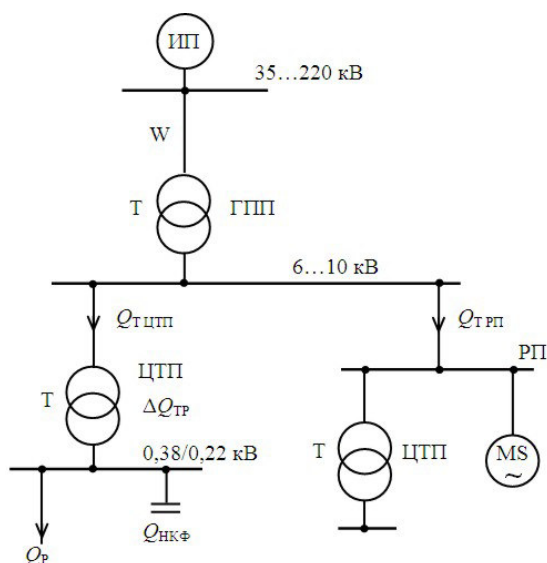 ИП
35...220 кВ
W
Т
ГПП
6...10 кВ
QТ ЦТП
QТ РП
РП
ЦТП
Т
ΔQТР
Т
ЦТП
MS
~
0,38/0,22 кВ
QНКФ
QР